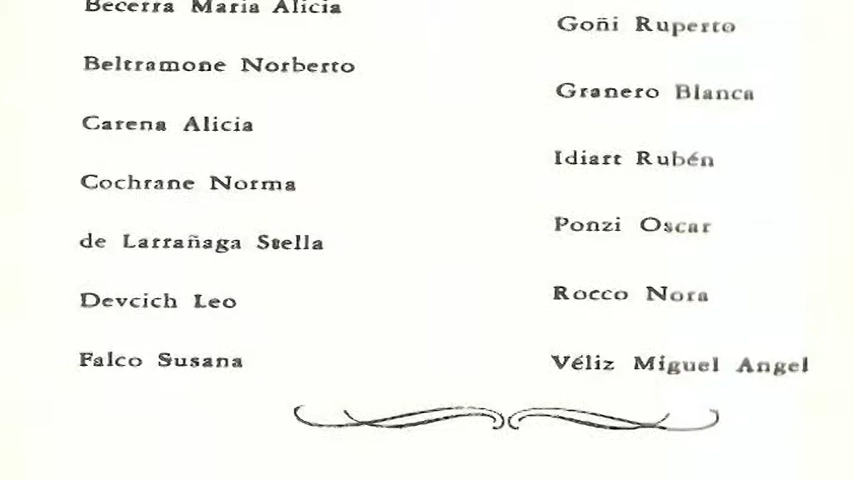 Becerra Maria Alicia
Beltramone Norberto
Carena Alicia
Cochrane Norma
de Larrañaga Stella
Devcich Leo
Falco Susana
Goñi Ruperto
Granero Blanca
Idiart Rubén
Ponzi Oscar
Rocco Nora
Véliz Miguel Angel